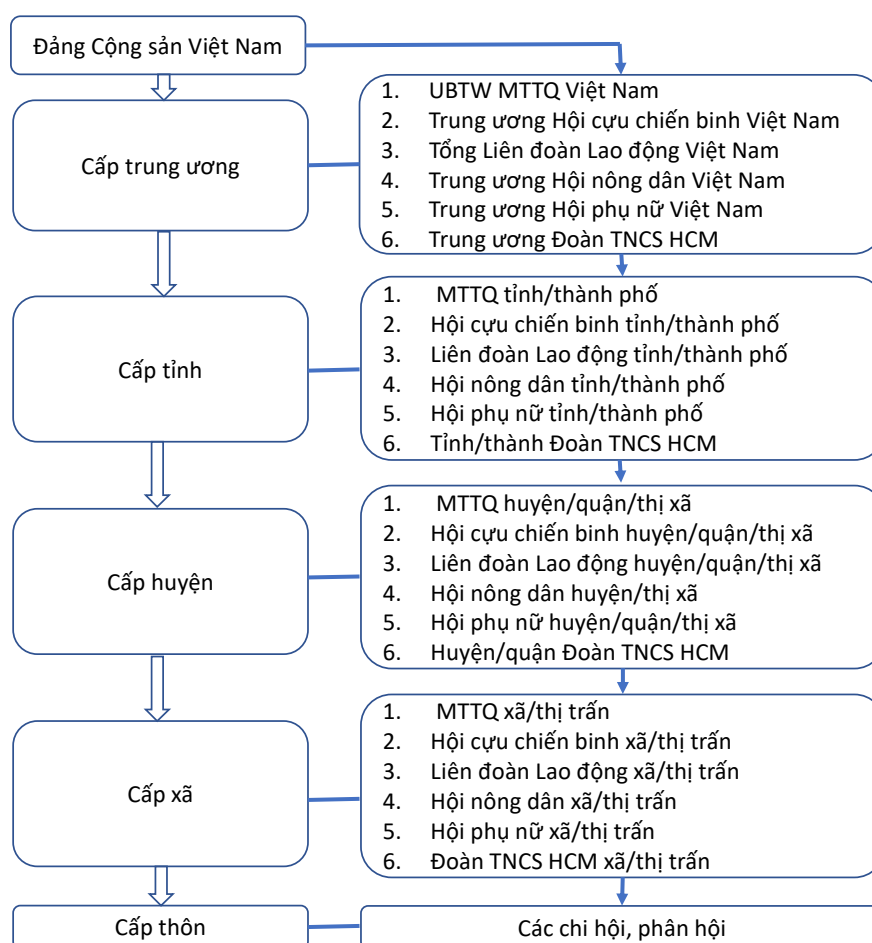 Đảng Cộng sản Việt Nam
Cấp trung ương
1. UBTW MTTQ Việt Nam
2. Trung ương Hội cựu chiến binh Việt Nam
3. Tổng Liên đoàn Lao động Việt Nam
4. Trung ương Hội nông dân Việt Nam
5. Trung ương Hội phụ nữ Việt Nam
6. Trung ương Đoàn TNCS HCM
Cấp tỉnh
1. MTTQ tỉnh/thành phố
2. Hội cựu chiến binh tỉnh/thành phố
3. Liên đoàn Lao động tỉnh/thành phố
4. Hội nông dân tỉnh/thành phố
5. Hội phụ nữ tỉnh/thành phố
6. Tỉnh/thành Đoàn TNCS HCM
Cấp huyện
1. MTTQ huyện/quận/thị xã
2. Hội cựu chiến binh huyện/quận/thị xã
3. Liên đoàn Lao động huyện/quận/thị xã
4. Hội nông dân huyện/thị xã
5. Hội phụ nữ huyện/quận/thị xã
6. Huyện/quận Đoàn TNCS HCM
Cấp xã
1. MTTQ xã/thị trấn
2. Hội cựu chiến binh xã/thị trấn
3. Liên đoàn Lao động xã/thị trấn
4. Hội nông dân xã/thị trấn
5. Hội phụ nữ xã/thị trấn
6. Đoàn TNCS HCM xã/thị trấn
Cấp thôn
Các chi hội, phân hội